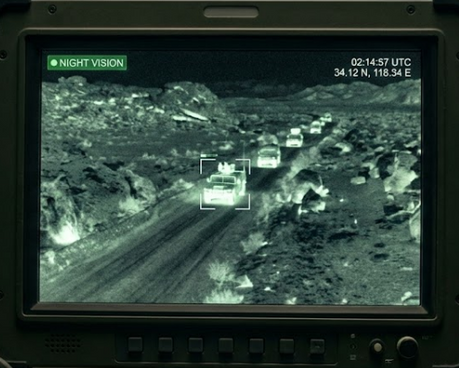 NIGHT VISION
02:14:57 UTC
34.12 N, 118.34 E